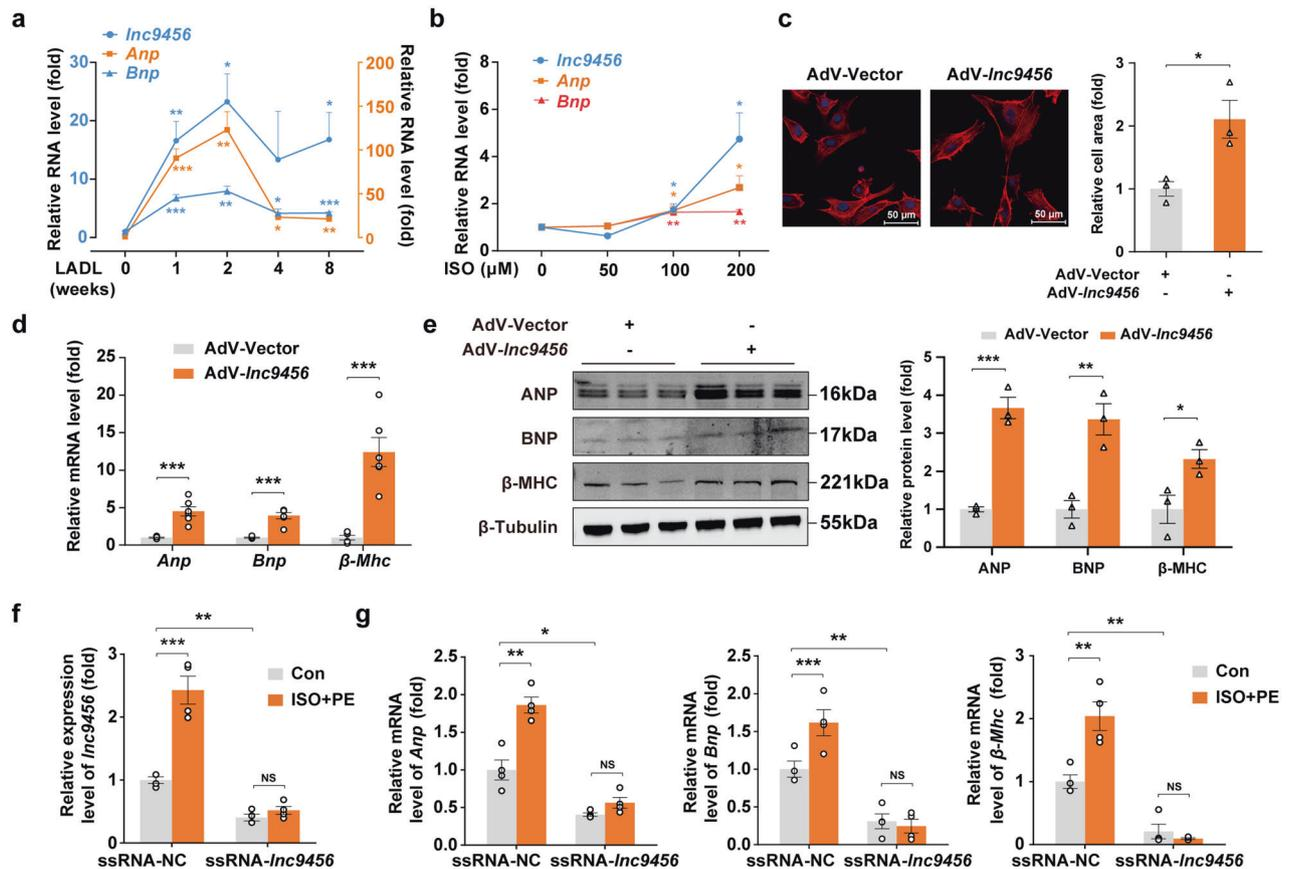 a
lnc9456
Anp
Bnp
Relative RNA level (fold)
30
20
10
0
200
150
100
50
0
Relative RNA level (fold)
** * *
*** **
*** ** * ***
* **
LADL (weeks)
0 1 2 4 8
b
lnc9456
Anp
Bnp
Relative RNA level (fold)
8
6
4
2
0
* *
* *
** **
ISO (μM)
0 50 100 200
c
AdV-Vector AdV-lnc9456
50 μm 50 μm
Relative cell area (fold)
3
2
1
0
*
AdV-Vector + -
AdV-lnc9456 - +
d
AdV-Vector
AdV-lnc9456
Relative mRNA level (fold)
25
20
15
10
5
0
*** *** ***
Anp Bnp β-Mhc
e
AdV-Vector + -
AdV-lnc9456 - +
ANP 16kDa
BNP 17kDa
β-MHC 221kDa
β-Tubulin 55kDa
AdV-Vector AdV-lnc9456
Relative protein level (fold)
5
4
3
2
1
0
*** ** *
ANP BNP β-MHC
f
Relative expression
level of lnc9456 (fold)
3
2
1
0
**
***
NS
Con
ISO+PE
ssRNA-NC ssRNA-lnc9456
g
Relative mRNA
level of Anp (fold)
2.5
2.0
1.5
1.0
0.5
0.0
*
**
NS
ssRNA-NC ssRNA-lnc9456
Relative mRNA
level of Bnp (fold)
2.5
2.0
1.5
1.0
0.5
0.0
**
***
NS
ssRNA-NC ssRNA-lnc9456
Relative mRNA
level of β-Mhc (fold)
3
2
1
0
**
**
NS
Con
ISO+PE
ssRNA-NC ssRNA-lnc9456